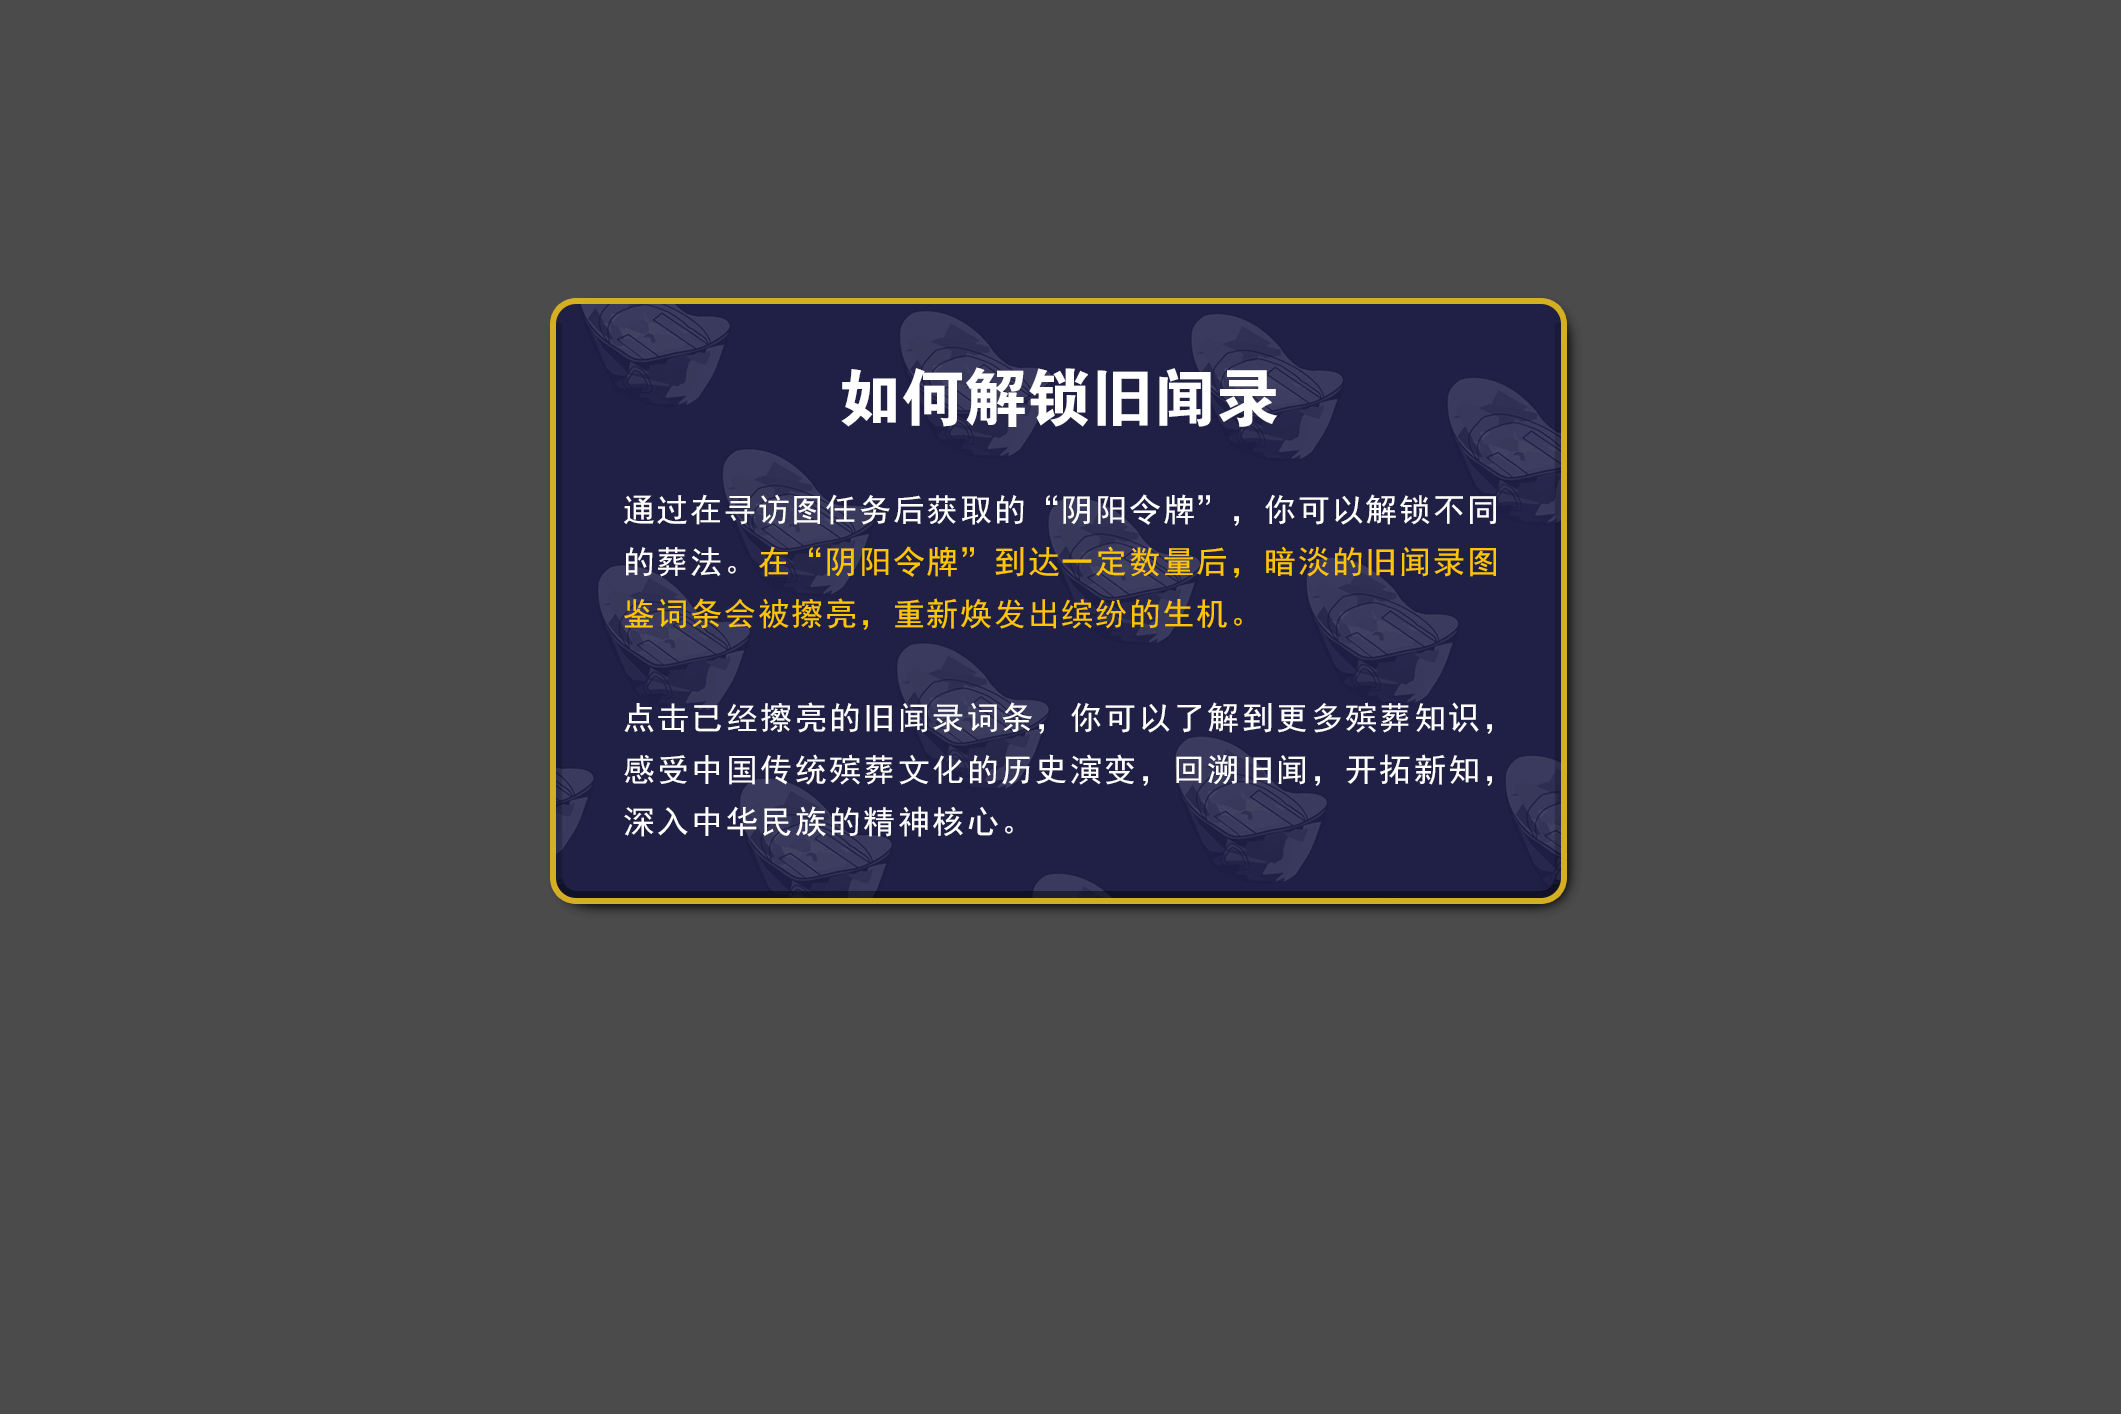 如何解锁旧闻录
通过在寻访图任务后获取的“阴阳令牌”，你可以解锁不同
的葬法。在“阴阳令牌”到达一定数量后，暗淡的旧闻录图
鉴词条会被擦亮，重新焕发出缤纷的生机。
点击已经擦亮的旧闻录词条，你可以了解到更多殡葬知识，
感受中国传统殡葬文化的历史演变，回溯旧闻，开拓新知，
深入中华民族的精神核心。